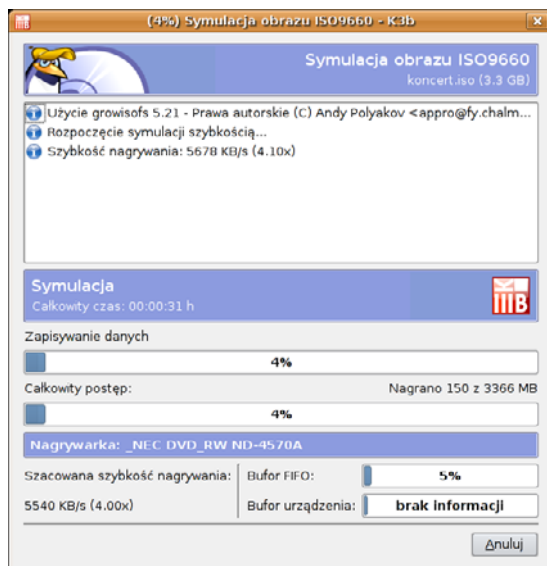 (4%) Symulacja obrazu ISO9660 - K3b
Symulacja obrazu ISO9660
koncert.iso (3.3 GB)
Użycie growisofs 5.21 - Prawa autorskie (C) Andy Polyakov <appro@fy.chalm...
Rozpoczęcie symulacji szybkością...
Szybkość nagrywania: 5678 KB/s (4.10x)
Symulacja
Całkowity czas: 00:00:31 h
Zapisywanie danych
4%
Całkowity postęp: Nagrano 150 z 3366 MB
4%
Nagrywarka: _NEC DVD_RW ND-4570A
Szacowana szybkość nagrywania: Bufor FIFO: 5%
5540 KB/s (4.00x) Bufor urządzenia: brak informacji
Anuluj